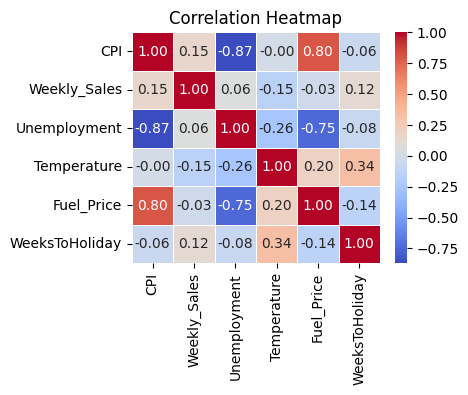 Correlation Heatmap
CPI 1.00 0.15 -0.87 -0.00 0.80 -0.06
Weekly_Sales 0.15 1.00 0.06 -0.15 -0.03 0.12
Unemployment -0.87 0.06 1.00 -0.26 -0.75 -0.08
Temperature -0.00 -0.15 -0.26 1.00 0.20 0.34
Fuel_Price 0.80 -0.03 -0.75 0.20 1.00 -0.14
WeeksToHoliday -0.06 0.12 -0.08 0.34 -0.14 1.00
CPI
Weekly_Sales
Unemployment
Temperature
Fuel_Price
WeeksToHoliday
1.00
0.75
0.50
0.25
0.00
-0.25
-0.50
-0.75